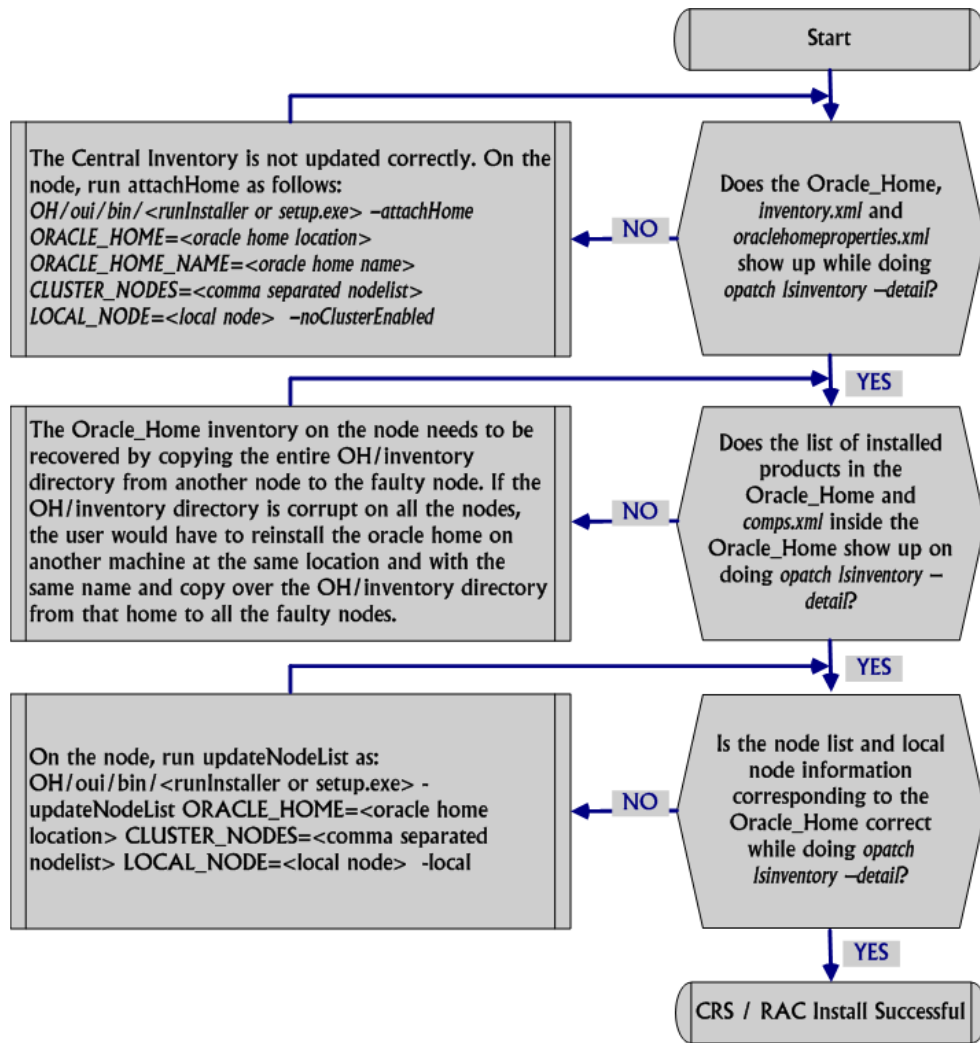 Start
The Central Inventory is not updated correctly. On the
node, run attachHome as follows:
OH/oui/bin/<runInstaller or setup.exe> –attachHome
ORACLE_HOME=<oracle home location>
ORACLE_HOME_NAME=<oracle home name>
CLUSTER_NODES=<comma separated nodelist>
LOCAL_NODE=<local node> –noClusterEnabled
NO
Does the Oracle_Home,
inventory.xml and
oraclehomeproperties.xml
show up while doing
opatch lsinventory –detail?
YES
The Oracle_Home inventory on the node needs to be
recovered by copying the entire OH/inventory
directory from another node to the faulty node. If the
OH/inventory directory is corrupt on all the nodes,
the user would have to reinstall the oracle home on
another machine at the same location and with the
same name and copy over the OH/inventory directory
from that home to all the faulty nodes.
NO
Does the list of installed
products in the
Oracle_Home and
comps.xml inside the
Oracle_Home show up on
doing opatch lsinventory –
detail?
YES
On the node, run updateNodeList as:
OH/oui/bin/<runInstaller or setup.exe> -
updateNodeList ORACLE_HOME=<oracle home
location> CLUSTER_NODES=<comma separated
nodelist> LOCAL_NODE=<local node> -local
NO
Is the node list and local
node information
corresponding to the
Oracle_Home correct
while doing opatch
lsinventory –detail?
YES
CRS / RAC Install Successful